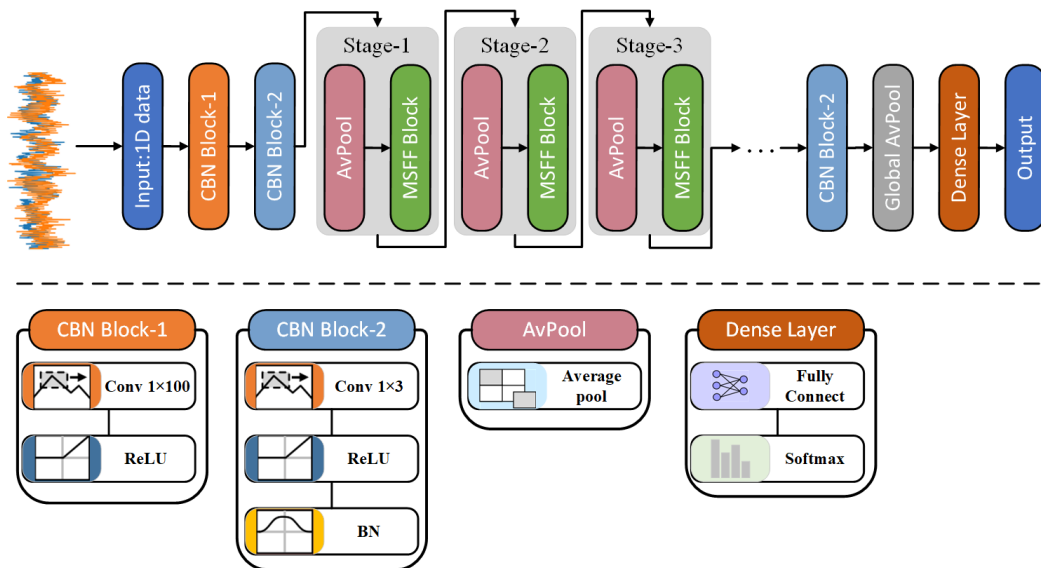 Stage-1
Stage-2
Stage-3
Input:1D data
CBN Block-1
CBN Block-2
AvPool
MSFF Block
AvPool
MSFF Block
AvPool
MSFF Block
...
CBN Block-2
Global AvPool
Dense Layer
Output
CBN Block-1
Conv 1×100
ReLU
CBN Block-2
Conv 1×3
ReLU
BN
AvPool
Average
pool
Dense Layer
Fully
Connect
Softmax